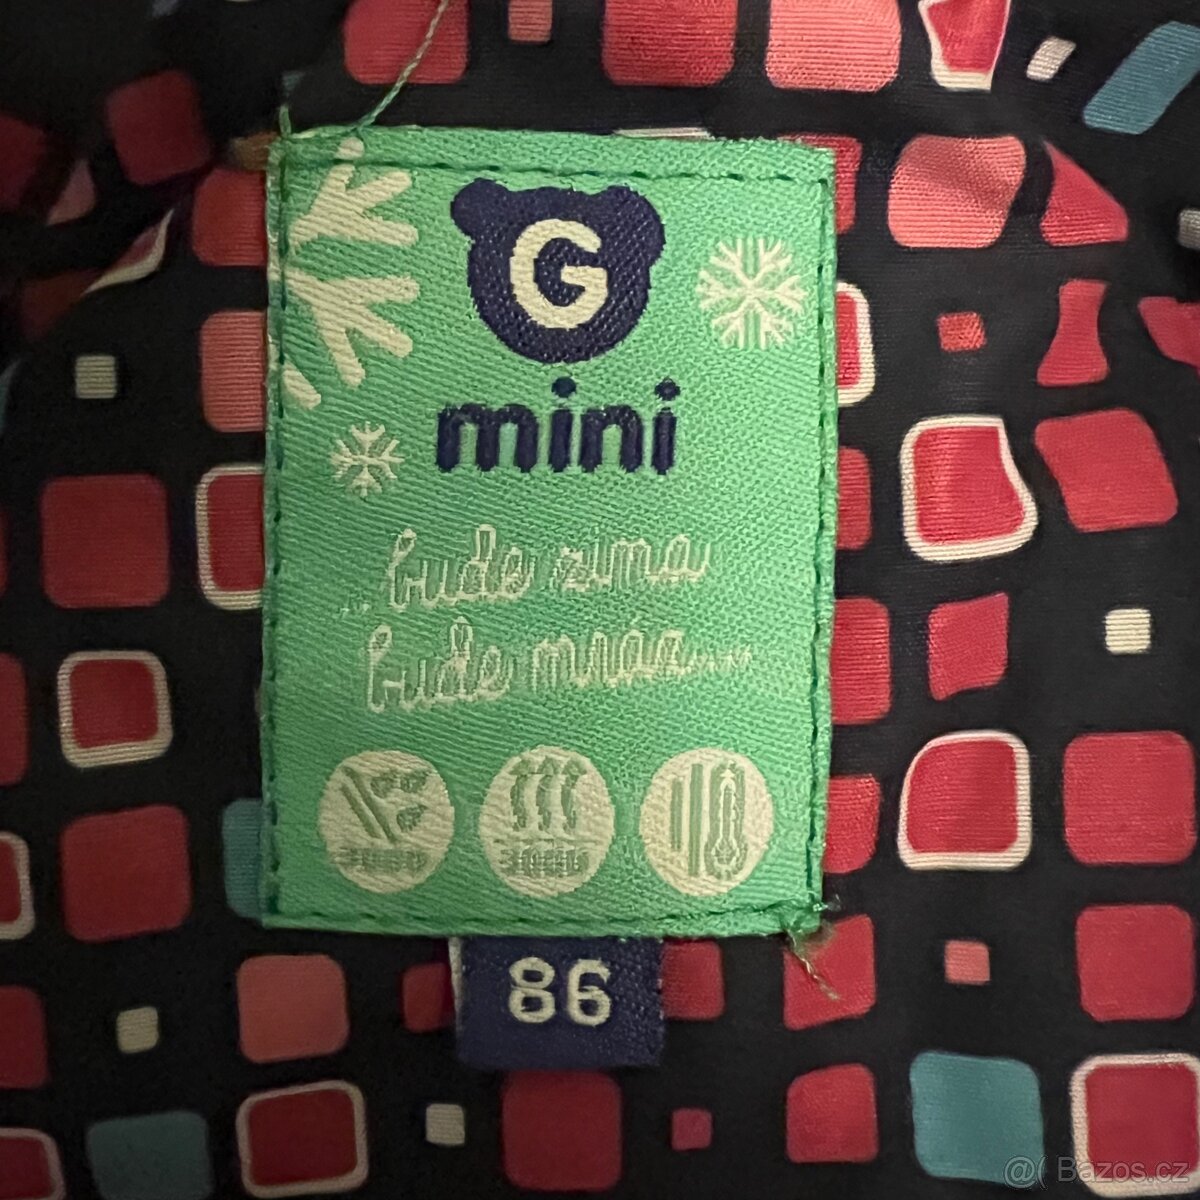 G
mini
...bude zima
bude mráz...
86
@( Bazos.cz